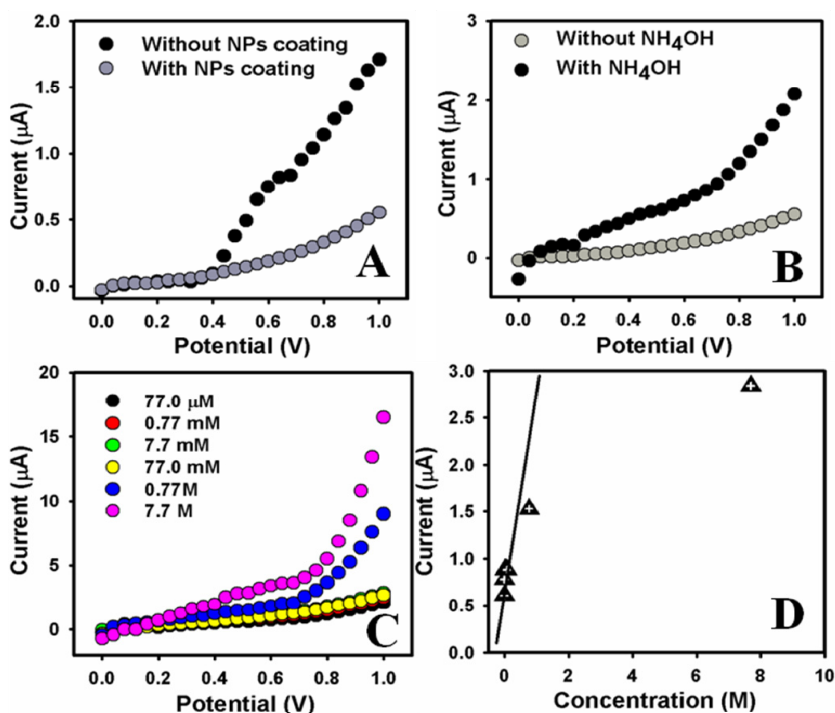 2.0
1.5
1.0
0.5
0.0
Current (μA)
Without NPs coating
With NPs coating
A
0.0 0.2 0.4 0.6 0.8 1.0
Potential (V)
3
2
1
0
Current (μA)
Without NH₄OH
With NH₄OH
B
0.0 0.2 0.4 0.6 0.8 1.0
Potential (V)
20
15
10
5
0
Current (μA)
77.0 μM
0.77 mM
7.7 mM
77.0 mM
0.77M
7.7 M
C
0.0 0.2 0.4 0.6 0.8 1.0
Potential (V)
3.0
2.5
2.0
1.5
1.0
0.5
0.0
Current (μA)
D
0 2 4 6 8 10
Concentration (M)